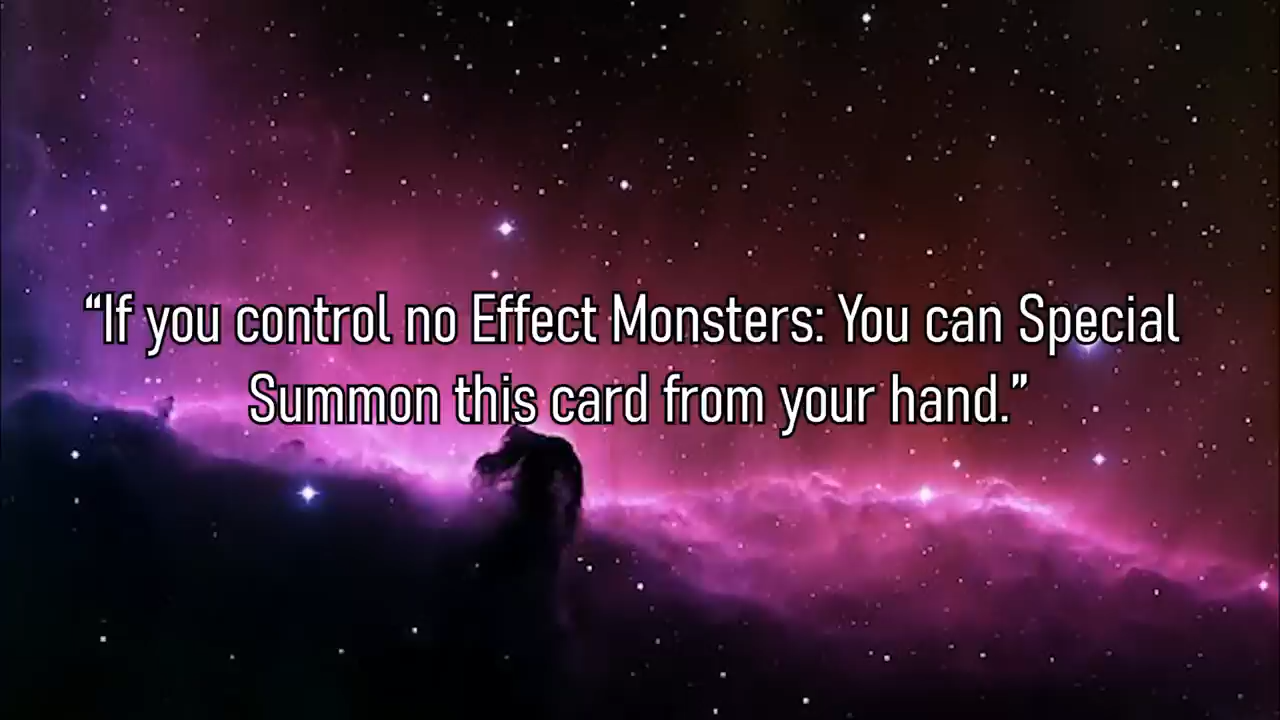 “If you control no Effect Monsters: You can Special
Summon this card from your hand.”